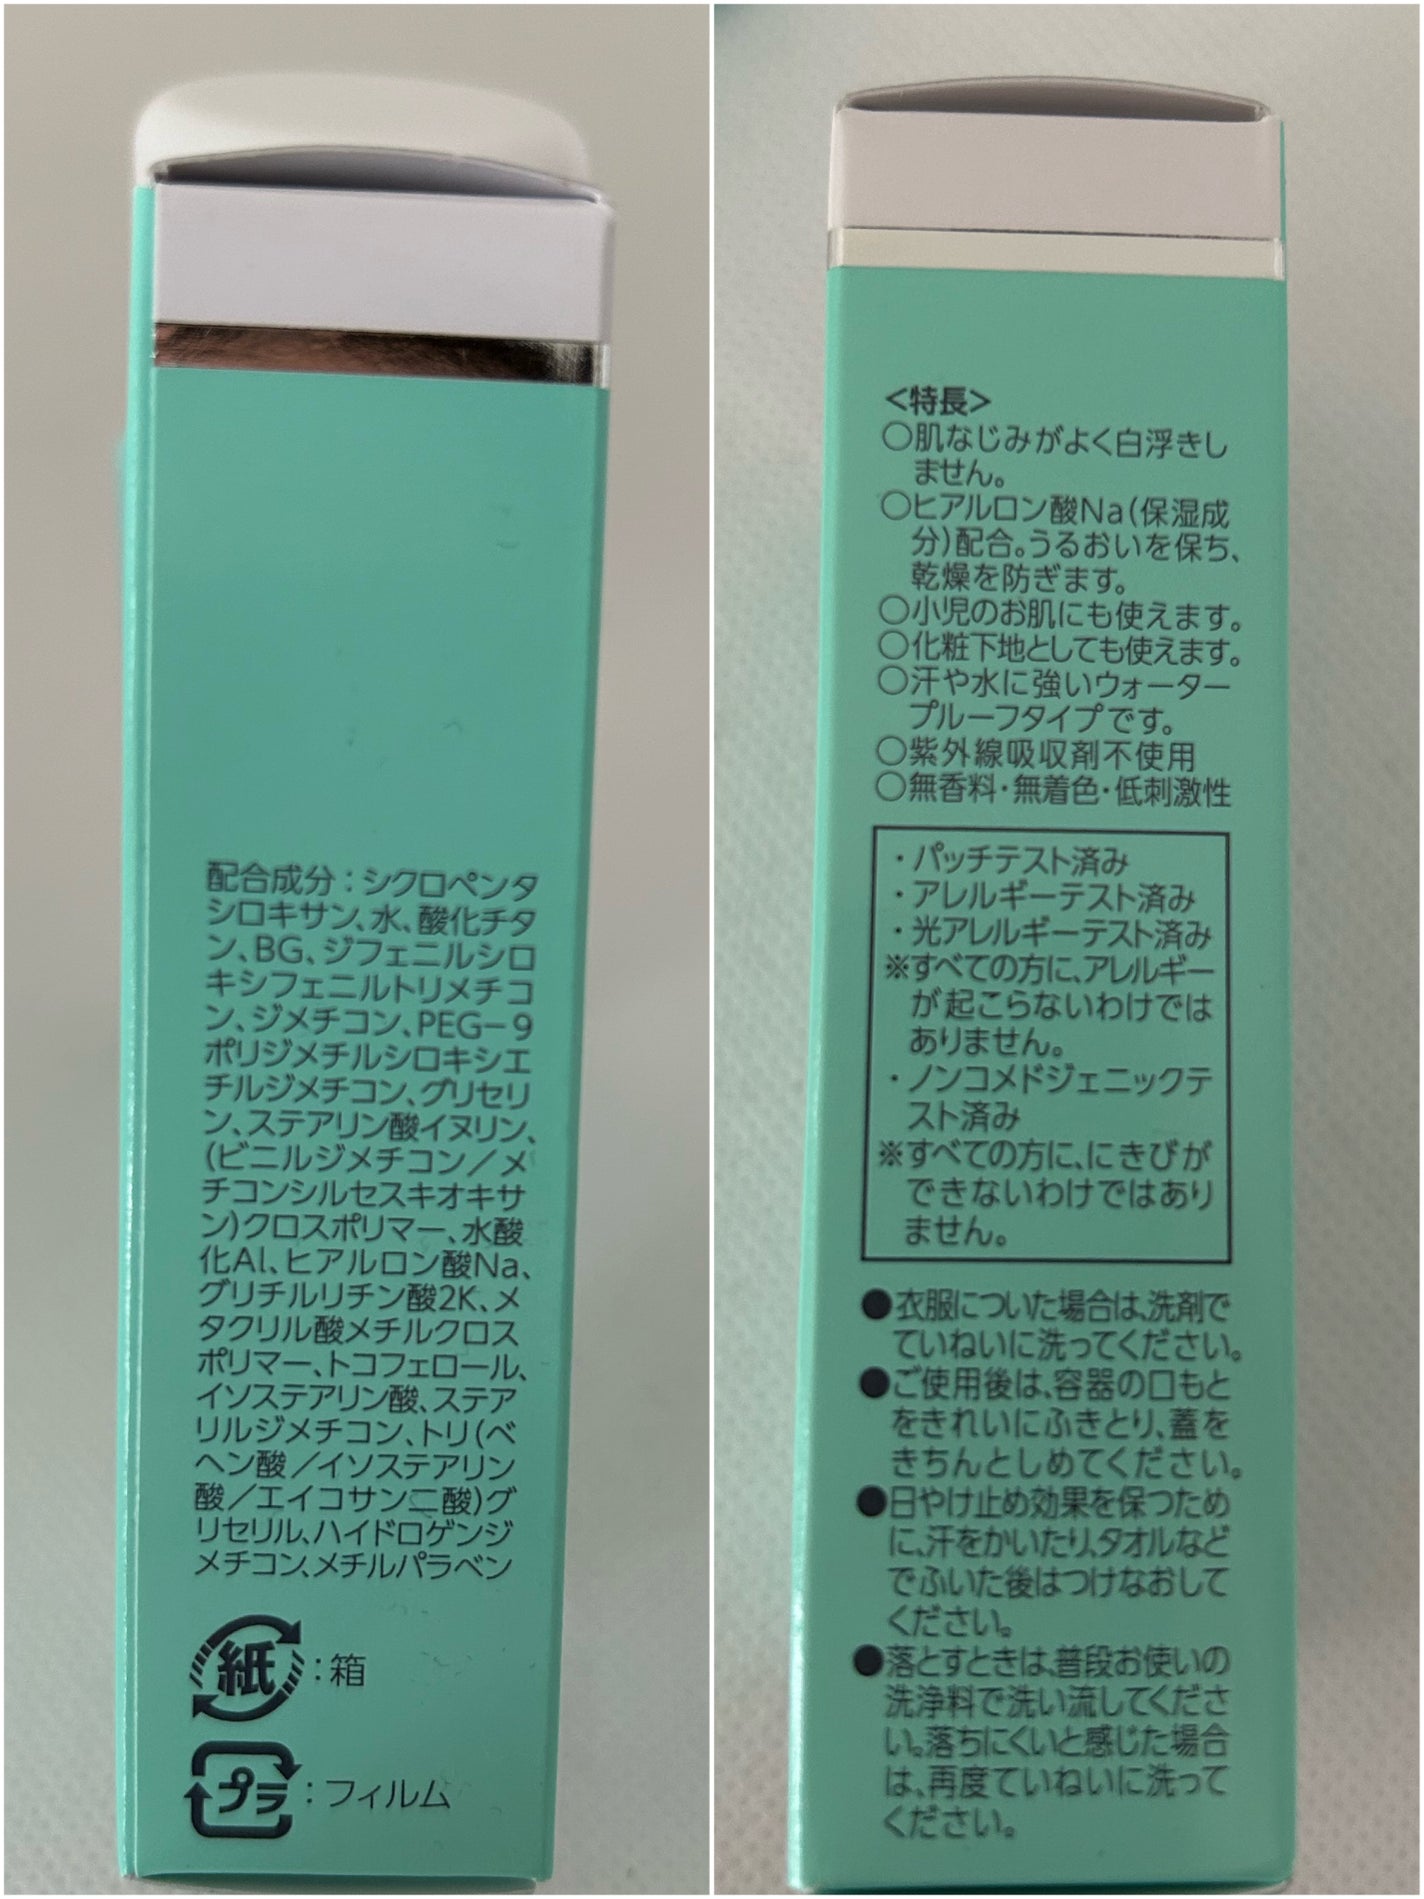 配合成分：シクロペンタ
シロキサン、水、酸化チタ
ン、BG、ジフェニルシロ
キシフェニルトリメチコ
ン、ジメチコン、PEG－9
ポリジメチルシロキシエ
チルジメチコン、グリセリ
ン、ステアリン酸イヌリン、
（ビニルジメチコン／メ
チコンシルセスキオキサ
ン）クロスポリマー、水酸
化Al、ヒアルロン酸Na、
グリチルリチン酸2K、メ
タクリル酸メチルクロス
ポリマー、トコフェロール、
イソステアリン酸、ステア
リルジメチコン、トリ（ベ
ヘン酸／イソステアリン
酸／エイコサン二酸）グ
リセリル、ハイドロゲンジ
メチコン、メチルパラベン
紙：箱
プラ：フィルム
＜特長＞
○肌なじみがよく白浮きし
ません。
○ヒアルロン酸Na（保湿成
分）配合。うるおいを保ち、
乾燥を防ぎます。
○小児のお肌にも使えます。
○化粧下地としても使えます。
○汗や水に強いウォーター
プルーフタイプです。
○紫外線吸収剤不使用
○無香料・無着色・低刺激性
・パッチテスト済み
・アレルギーテスト済み
・光アレルギーテスト済み
※すべての方に、アレルギー
が起こらないわけでは
ありません。
・ノンコメドジェニックテ
スト済み
※すべての方に、にきびが
できないわけではあり
ません。
●衣服についた場合は、洗剤で
ていねいに洗ってください。
●ご使用後は、容器の口もと
をきれいにふきとり、蓋を
きちんとしめてください。
●日やけ止め効果を保つため
に、汗をかいたり、タオルなど
でふいた後はつけなおして
ください。
●落とすときは、普段お使いの
洗浄料で洗い流してくださ
い。落ちにくいと感じた場合
は、再度ていねいに洗って
ください。